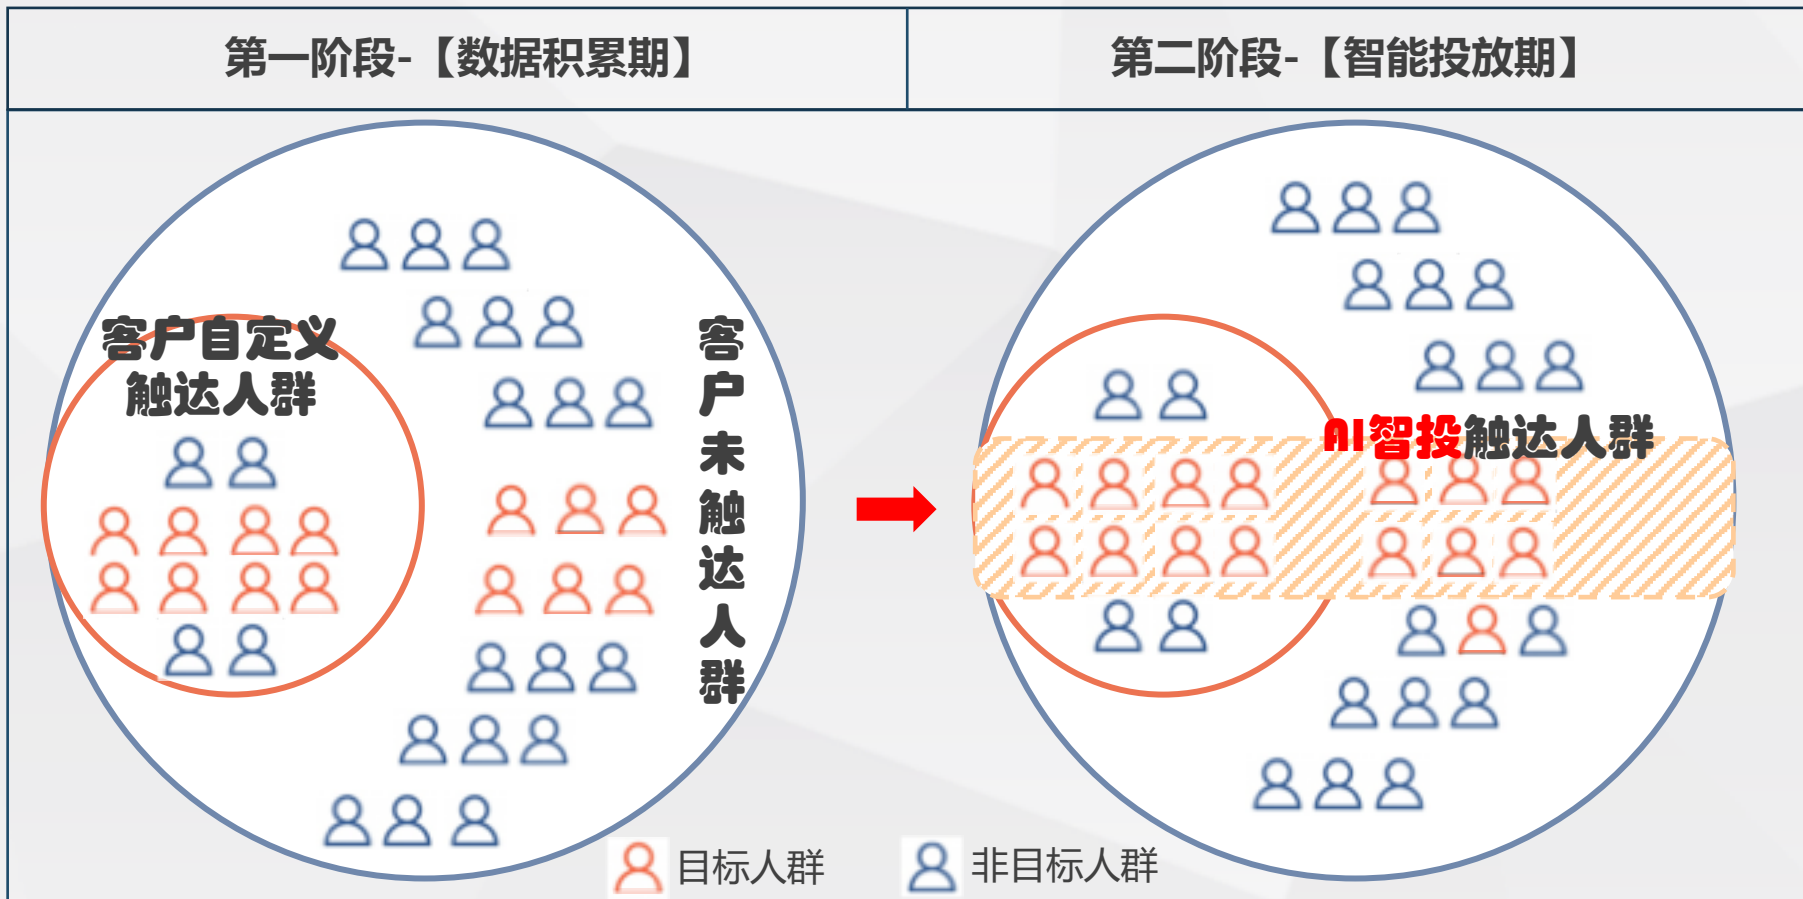 第一阶段-【数据积累期】
第二阶段-【智能投放期】
客户自定义
触达人群
客户未触达人群
AI智投触达人群
目标人群
非目标人群